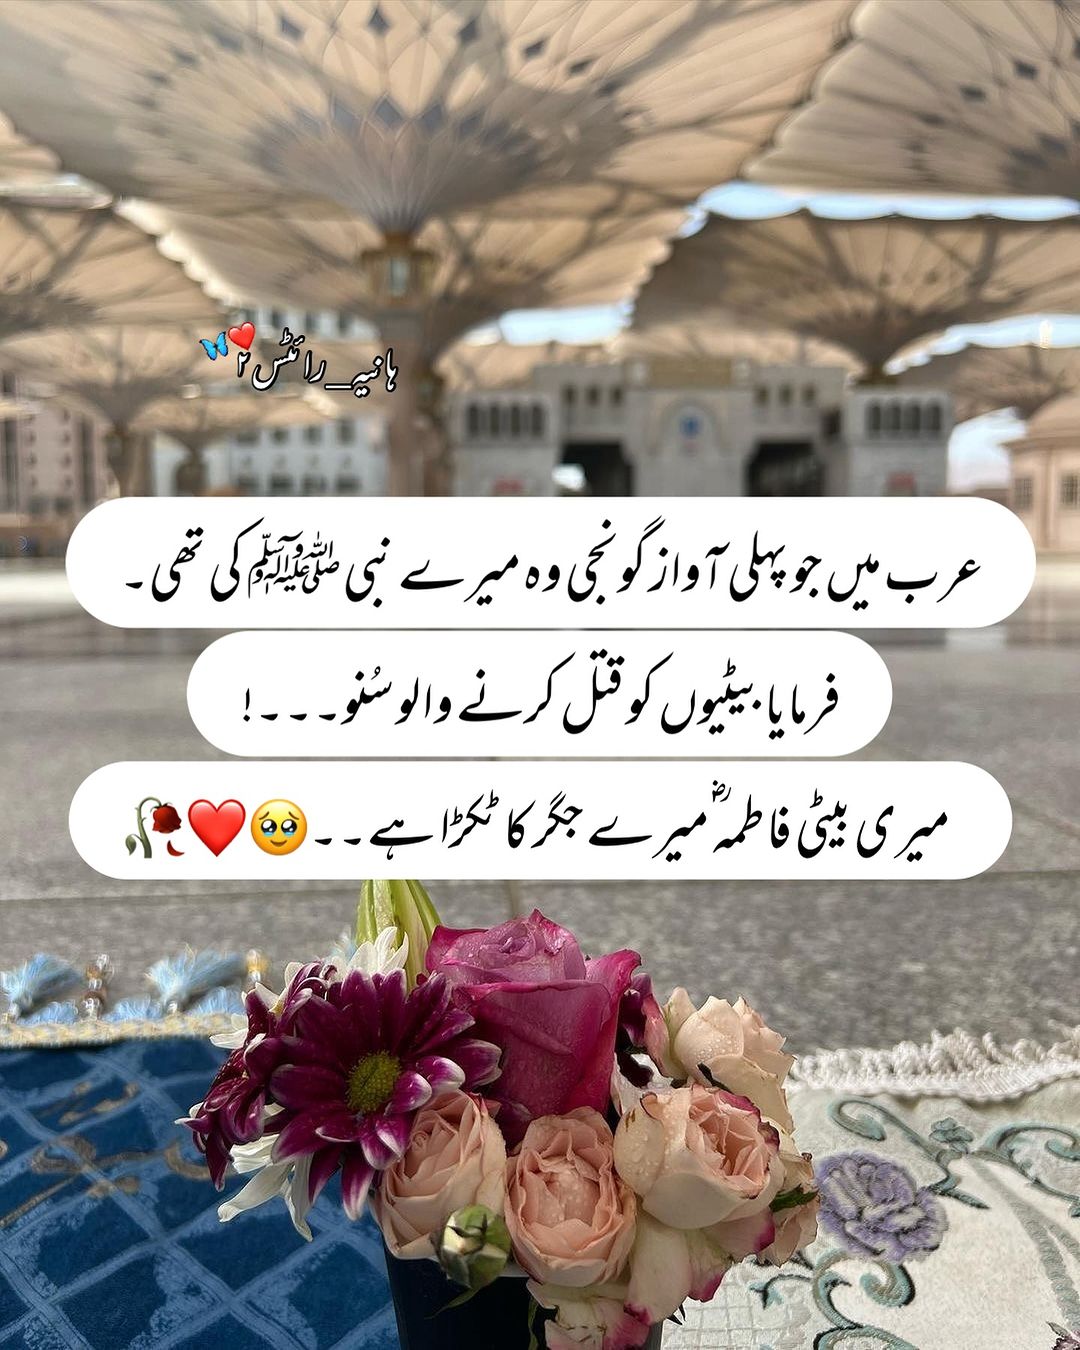 ہانیہ_رائٹس۲
عرب میں جو پہلی آواز گونجی وہ میرے نبی ﷺ کی تھی۔
فرمایا بیٹیوں کو قتل کرنے والو سُنو۔۔۔!
میری بیٹی فاطمہؓ میرے جگر کا ٹکڑا ہے۔۔🥹❤️🥀